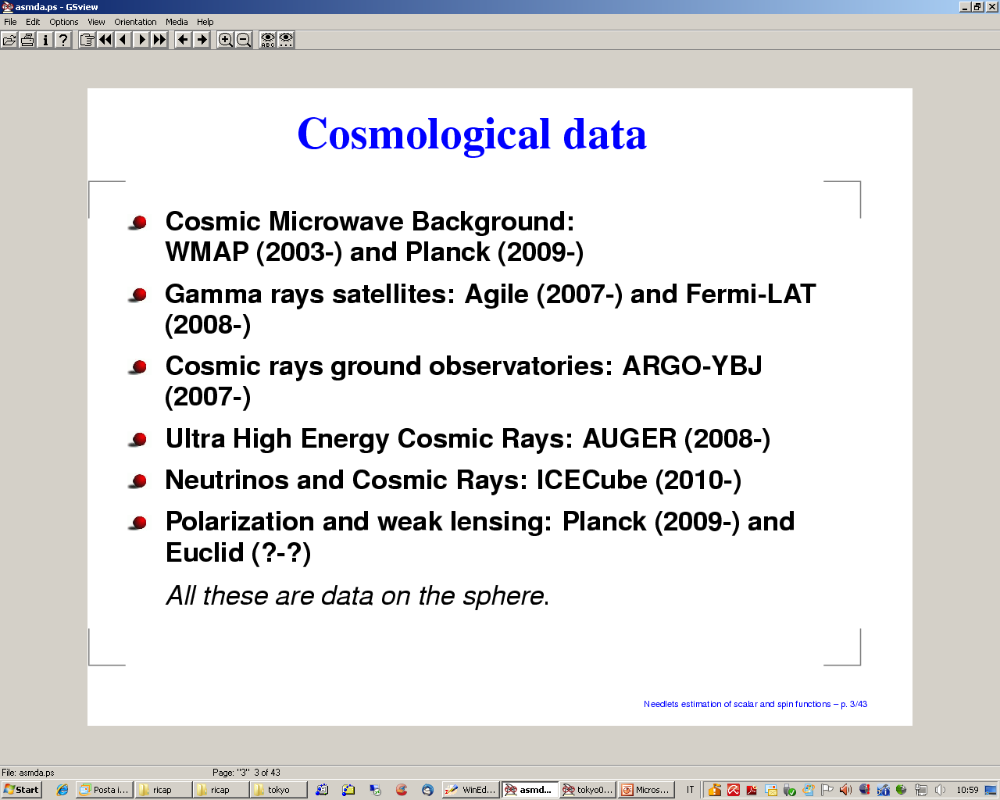 asmda.ps - GSview
File Edit Options View Orientation Media Help
Cosmological data
Cosmic Microwave Background:
WMAP (2003-) and Planck (2009-)
Gamma rays satellites: Agile (2007-) and Fermi-LAT
(2008-)
Cosmic rays ground observatories: ARGO-YBJ
(2007-)
Ultra High Energy Cosmic Rays: AUGER (2008-)
Neutrinos and Cosmic Rays: ICECube (2010-)
Polarization and weak lensing: Planck (2009-) and
Euclid (?-?)
All these are data on the sphere.
Needlets estimation of scalar and spin functions – p. 3/43
File: asmda.ps Page: "3" 3 of 43
Start Posta i... ricap ricap tokyo WinEd... asmd... tokyo0... Micros... IT 10:59